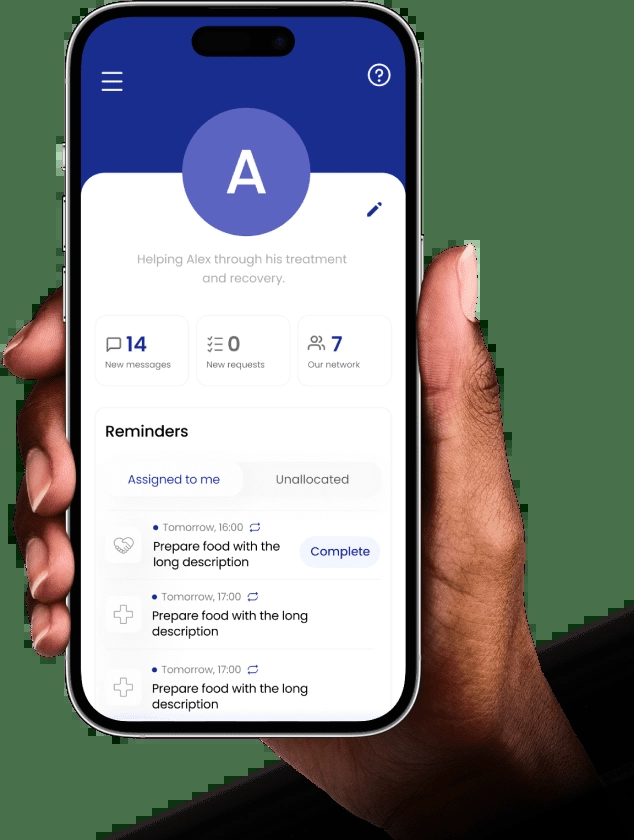 A
Helping Alex through his treatment
and recovery.
14
New messages
0
New requests
7
Our network
Reminders
Assigned to me
Unallocated
Tomorrow, 16:00
Prepare food with the
long description
Complete
Tomorrow, 17:00
Prepare food with the long
description
Tomorrow, 17:00
Prepare food with the long
description